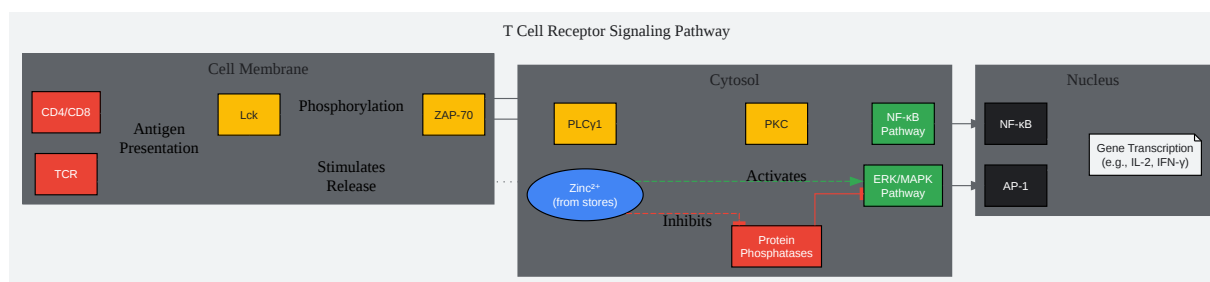 T Cell Receptor Signaling Pathway
Cell Membrane
CD4/CD8
TCR
Antigen
Presentation
Lck
Phosphorylation
Stimulates
Release
ZAP-70
Cytosol
PLCγ1
PKC
NF-κB
Pathway
Zinc²⁺
(from stores)
Activates
ERK/MAPK
Pathway
Inhibits
Protein
Phosphatases
Nucleus
NF-κB
AP-1
Gene Transcription
(e.g., IL-2, IFN-γ)